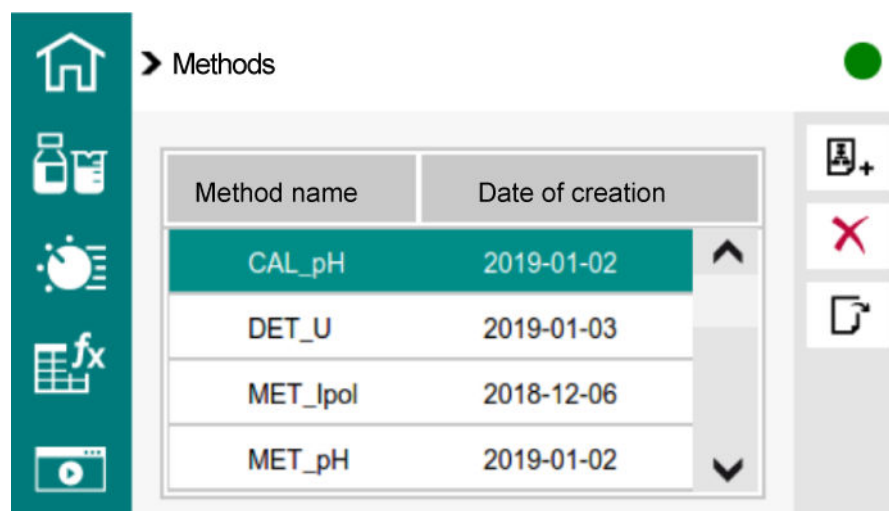 Methods
Method name Date of creation
CAL_pH 2019-01-02
DET_U 2019-01-03
MET_Ipol 2018-12-06
MET_pH 2019-01-02
fx